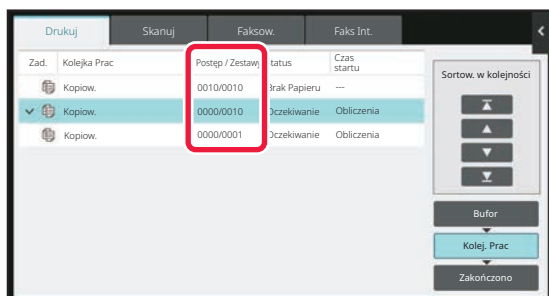 Drukuj Skanuj Faksow. Faks Int.
Zad. Kolejka Prac Postęp / Zestawy tatus Czas startu
Kopiow. 0010/0010 Brak Papieru ---
Kopiow. 0000/0010 Oczekiwanie Obliczenia
Kopiow. 0000/0001 Oczekiwanie Obliczenia
Sortow. w kolejności
Bufor
Kolej. Prac
Zakończono